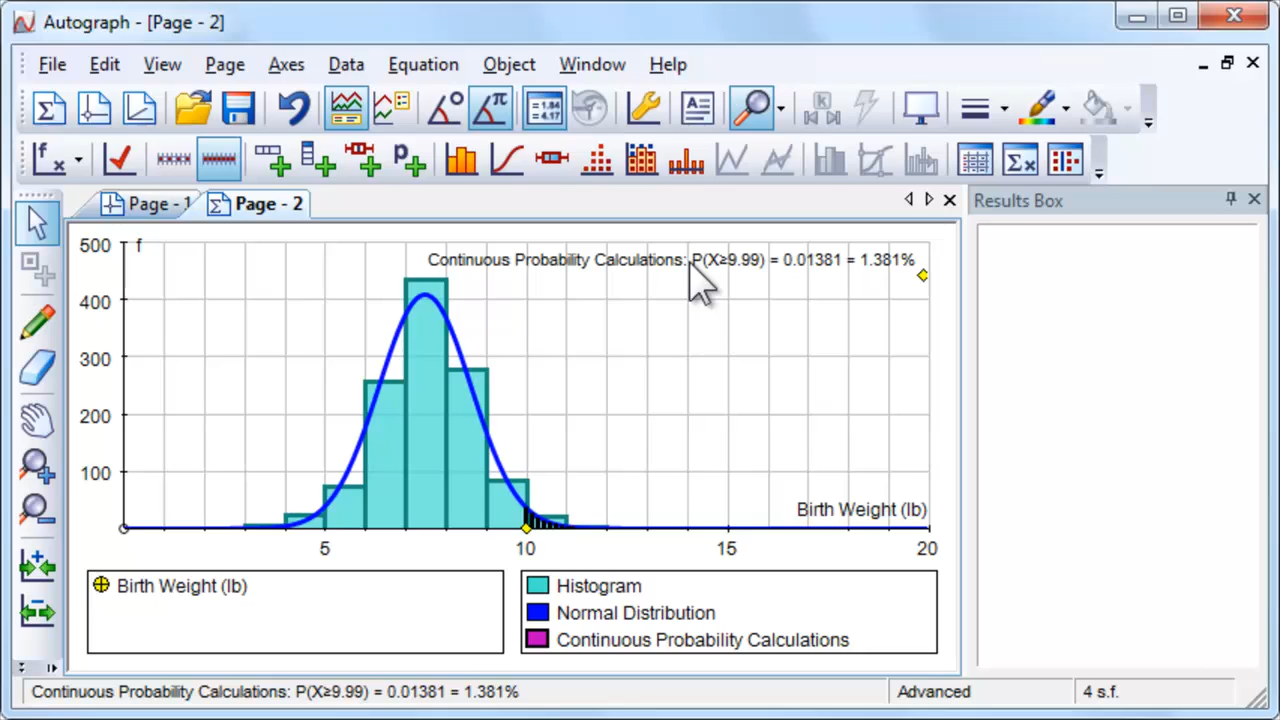 Autograph - [Page - 2]
File Edit View Page Axes Data Equation Object Window Help
Page - 1 Page - 2
Results Box
500 f
Continuous Probability Calculations: P(X≥9.99) = 0.01381 = 1.381%
400
300
200
100
Birth Weight (lb)
5 10 15 20
Birth Weight (lb)
Histogram
Normal Distribution
Continuous Probability Calculations
Continuous Probability Calculations: P(X≥9.99) = 0.01381 = 1.381% Advanced 4 s.f.